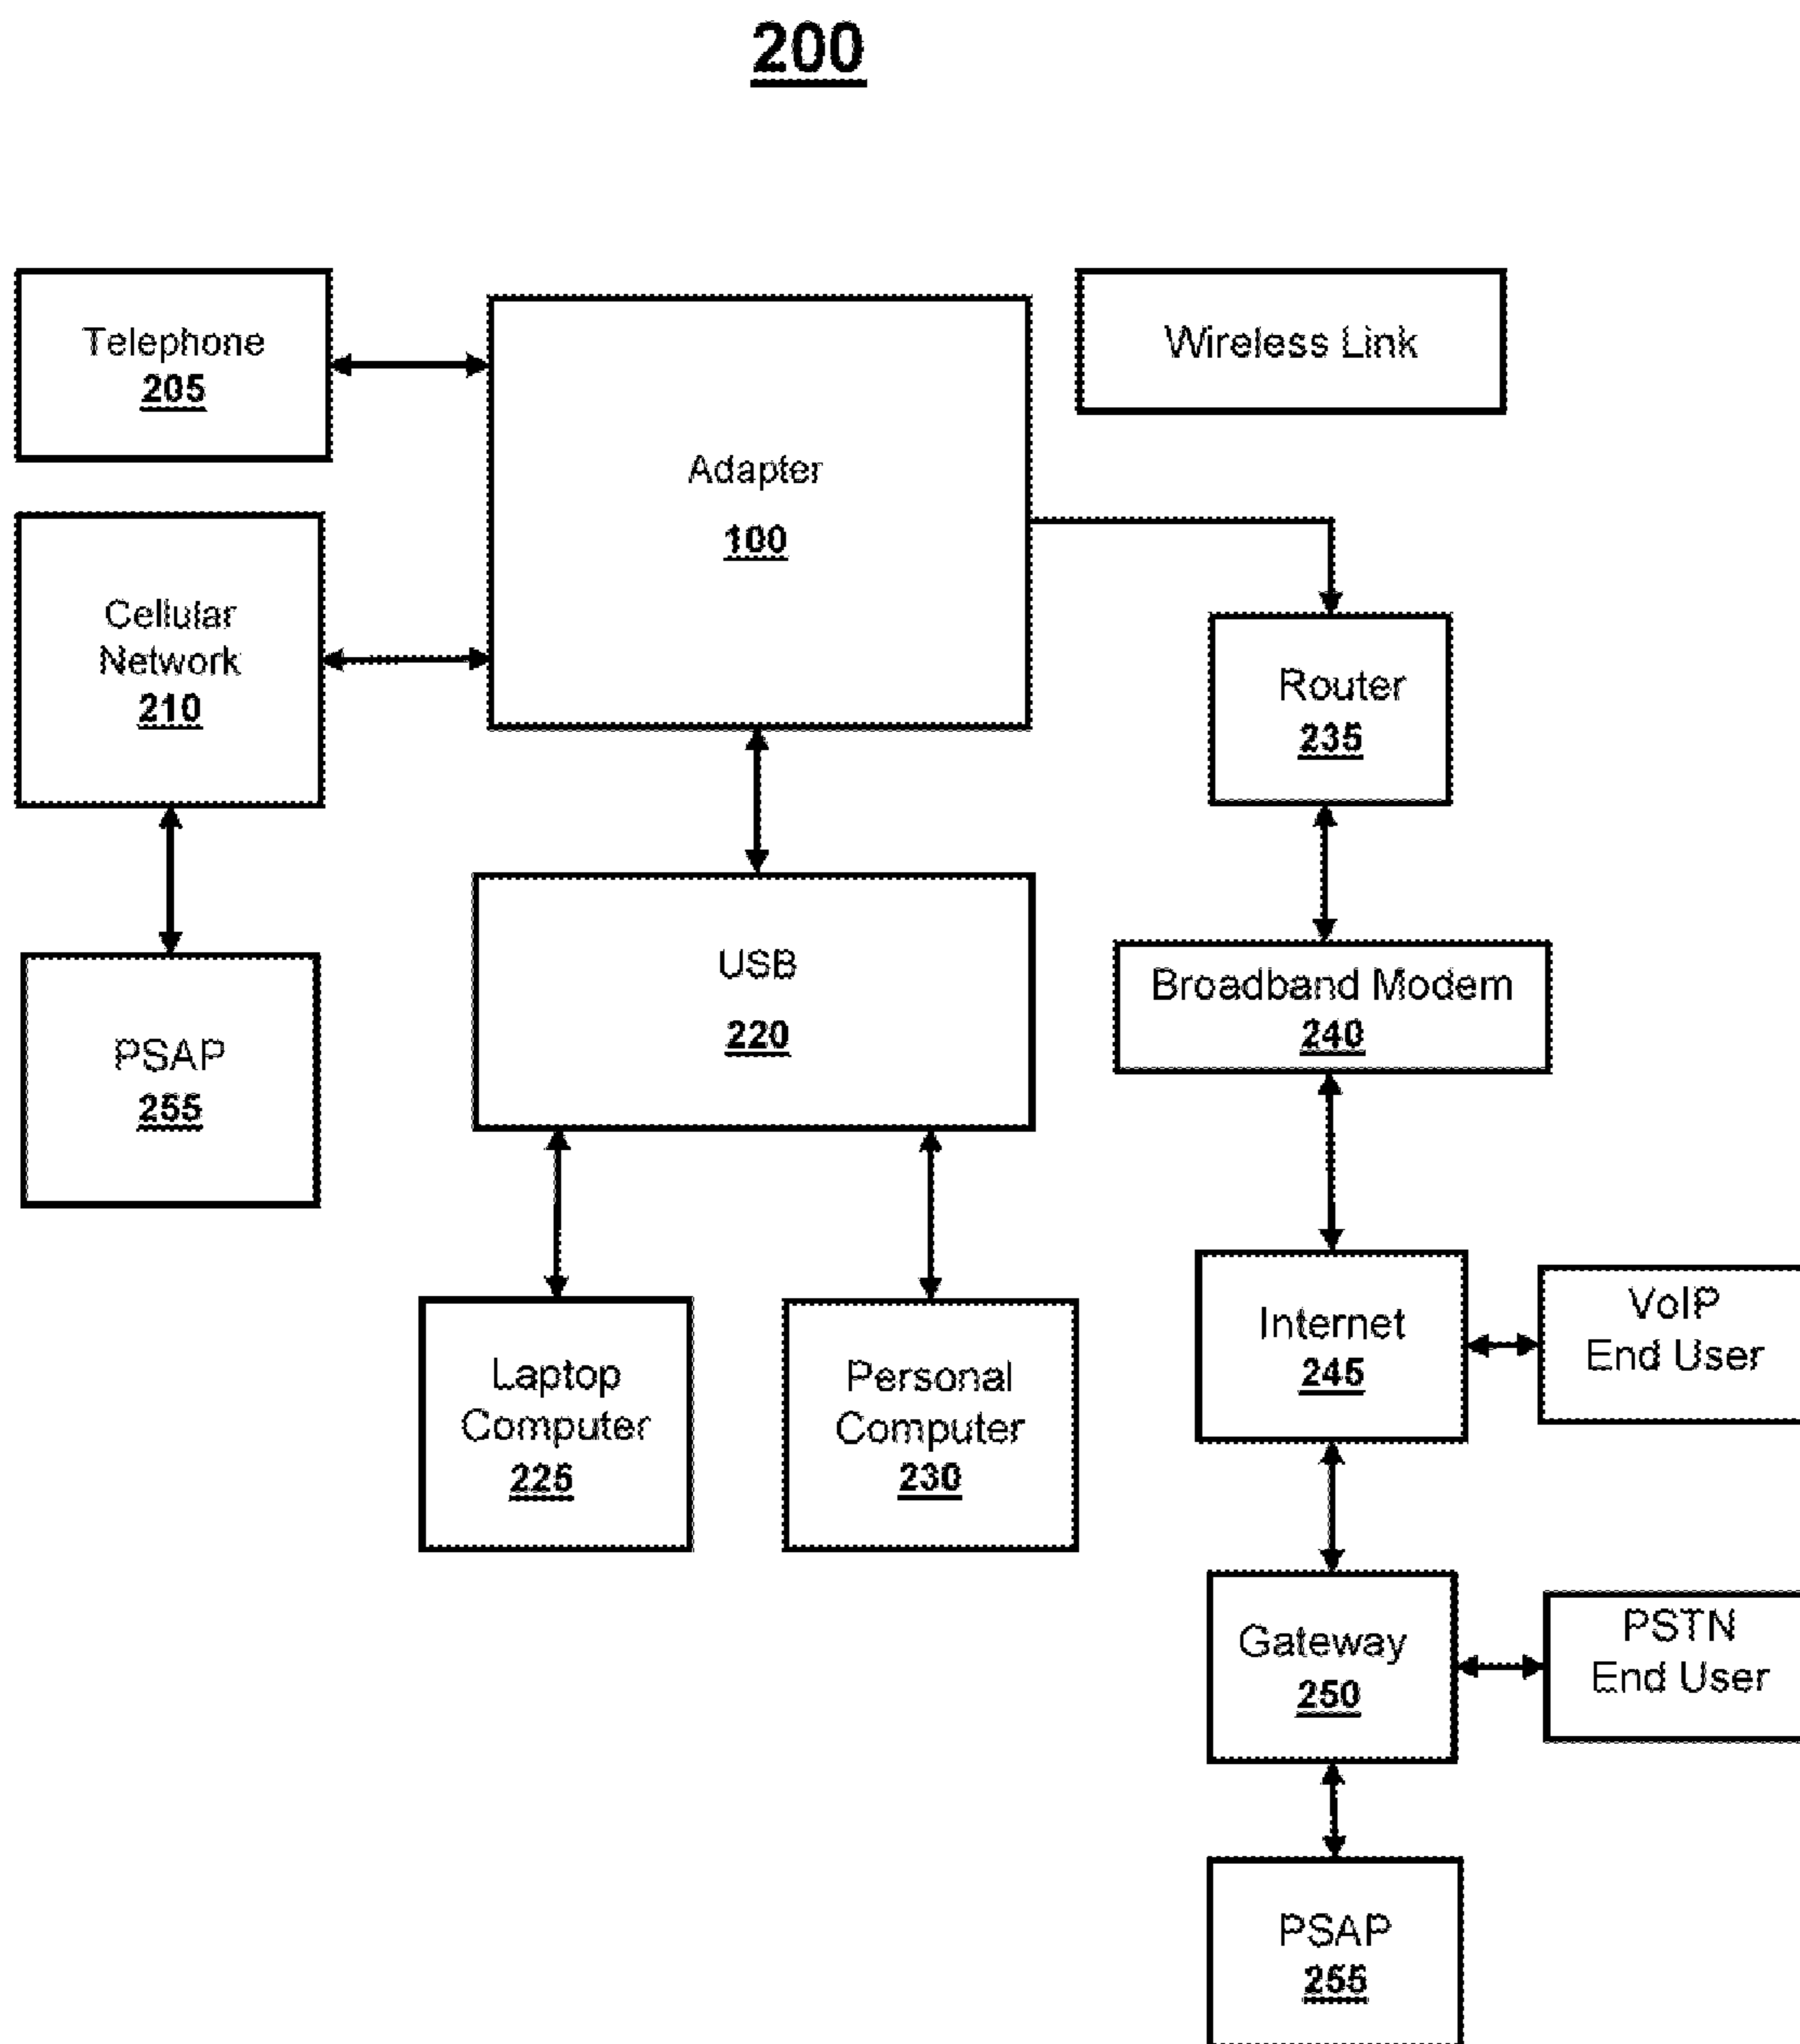 200
Telephone
205
Wireless Link
Adapter
100
Cellular
Network
210
Router
235
USB
220
Broadband Modem
240
PSAP
255
Internet
245
VoIP
End User
Laptop
Computer
225
Personal
Computer
230
Gateway
250
PSTN
End User
PSAP
255